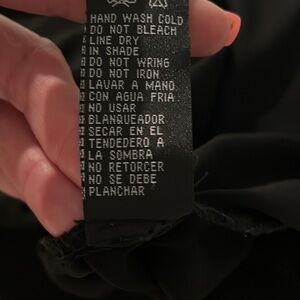 HAND WASH COLD
DO NOT BLEACH
LINE DRY
IN SHADE
DO NOT WRING
DO NOT IRON
LAVAR A MANO
CON AGUA FRIA
NO USAR
BLANQUEADOR
SECAR EN EL
TENDEDERO A
LA SOMBRA
NO RETORCER
NO SE DEBE
PLANCHAR